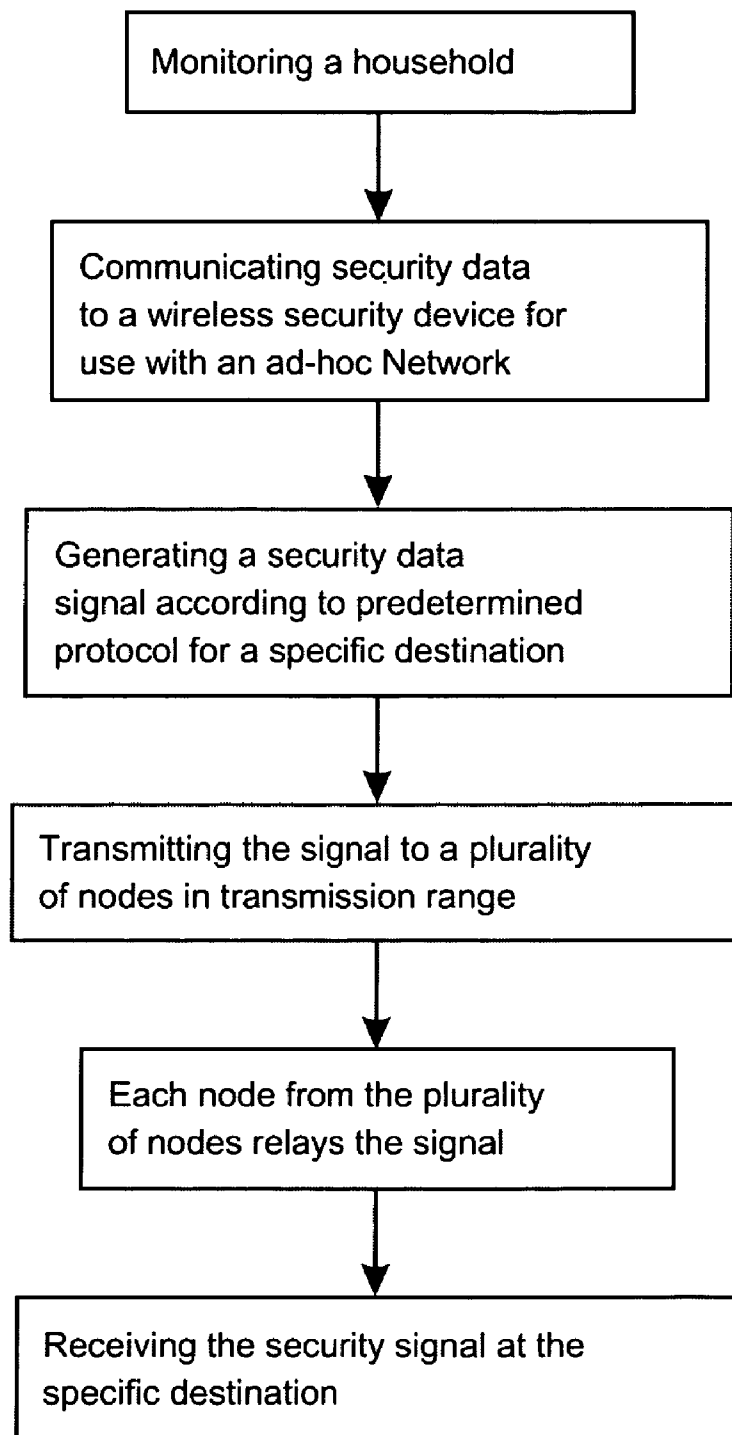 Monitoring a household
Communicating security data
to a wireless security device for
use with an ad-hoc Network
Generating a security data
signal according to predetermined
protocol for a specific destination
Transmitting the signal to a plurality
of nodes in transmission range
Each node from the plurality
of nodes relays the signal
Receiving the security signal at the
specific destination